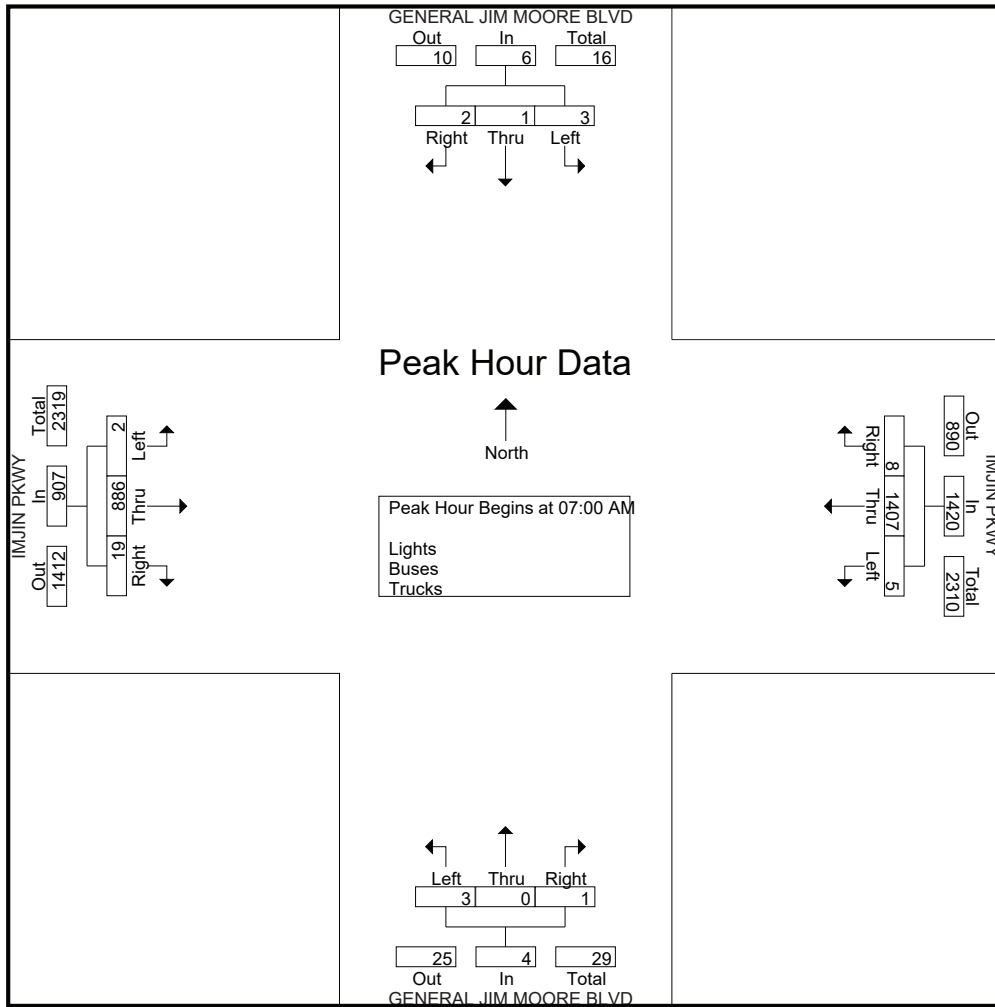 GENERAL JIM MOORE BLVD
Out In Total
10 6 16
2 1 3
Right Thru Left
Peak Hour Data
North
Peak Hour Begins at 07:00 AM
Lights
Buses
Trucks
IMJIN PKWY
Out In Total
1412 907 2319
2 886 19
Left Thru Right
IMJIN PKWY
Out In Total
890 1420 2310
Right Thru Left
8 1407 5
Left Thru Right
3 0 1
25 4 29
Out In Total
GENERAL JIM MOORE BLVD